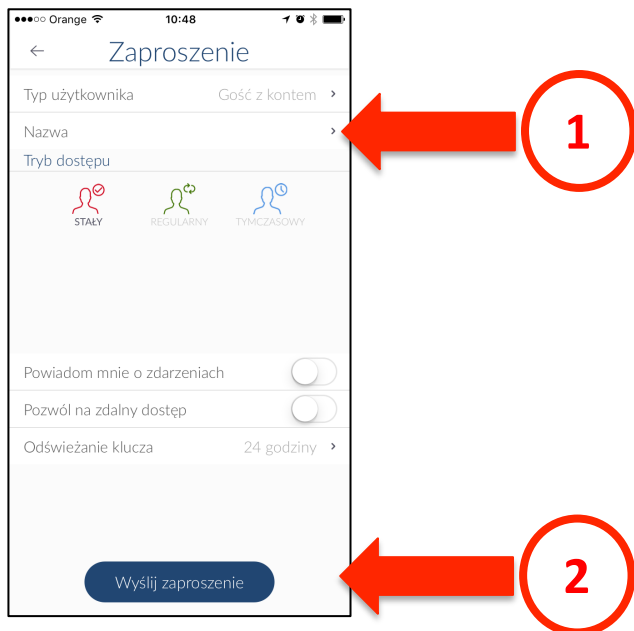 Orange 10:48
Zaproszenie
Typ użytkownika Gość z kontem
Nazwa
1
Tryb dostępu
STAŁY REGULARNY TYMCZASOWY
Powiadom mnie o zdarzeniach
Pozwól na zdalny dostęp
Odświeżanie klucza 24 godziny
Wyślij zaproszenie
2